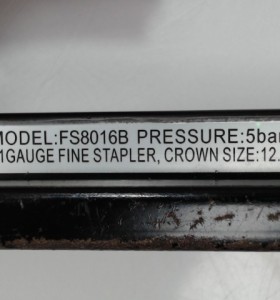 MODEL:FS8016B PRESSURE:5bar
1GAUGE FINE STAPLER, CROWN SIZE:12.